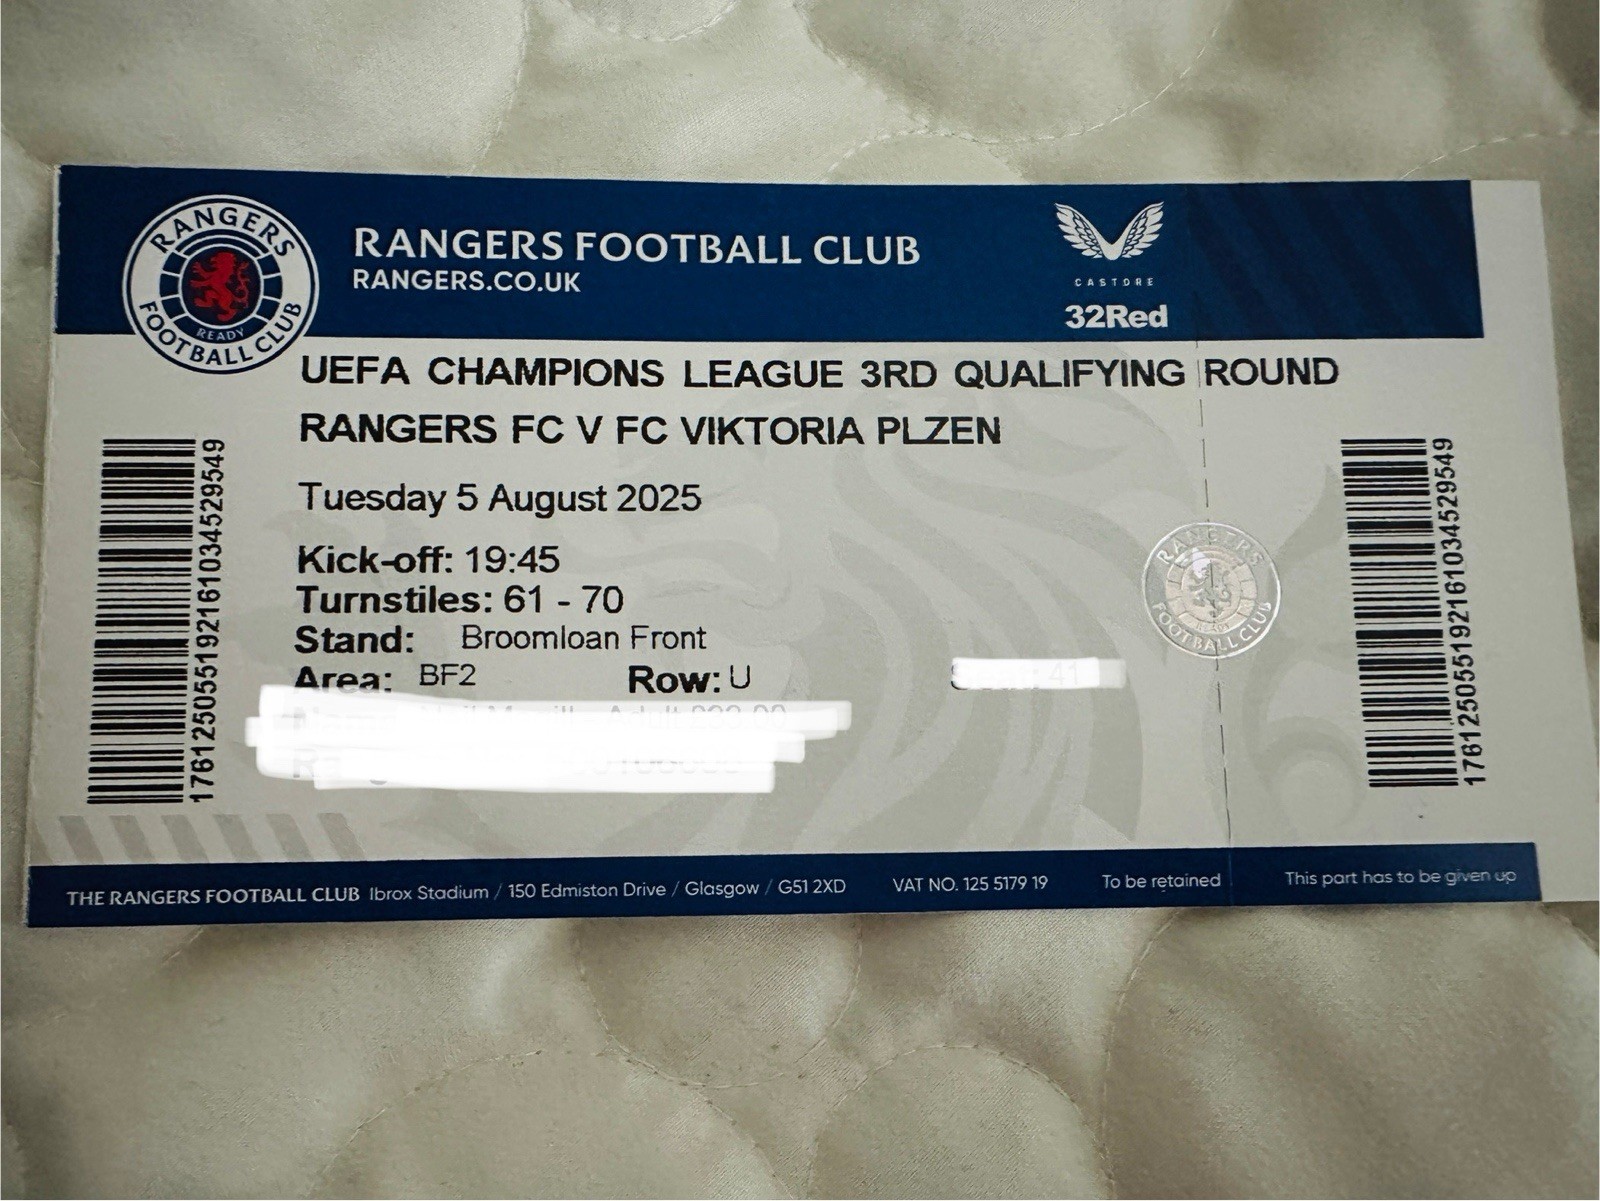 RANGERS
FOOTBALL CLUB
READY
RANGERS FOOTBALL CLUB
RANGERS.CO.UK
CASTORE
32Red
UEFA CHAMPIONS LEAGUE 3RD QUALIFYING ROUND
RANGERS FC V FC VIKTORIA PLZEN
Tuesday 5 August 2025
Kick-off: 19:45
Turnstiles: 61 - 70
Stand: Broomloan Front
Area: BF2 Row: U
17612505519216103452954​9
RANGERS
FOOTBALL CLUB
17612505519216103452954​9
THE RANGERS FOOTBALL CLUB Ibrox Stadium / 150 Edmiston Drive / Glasgow / G51 2XD VAT NO. 125 5179 19 To be retained This part has to be given up